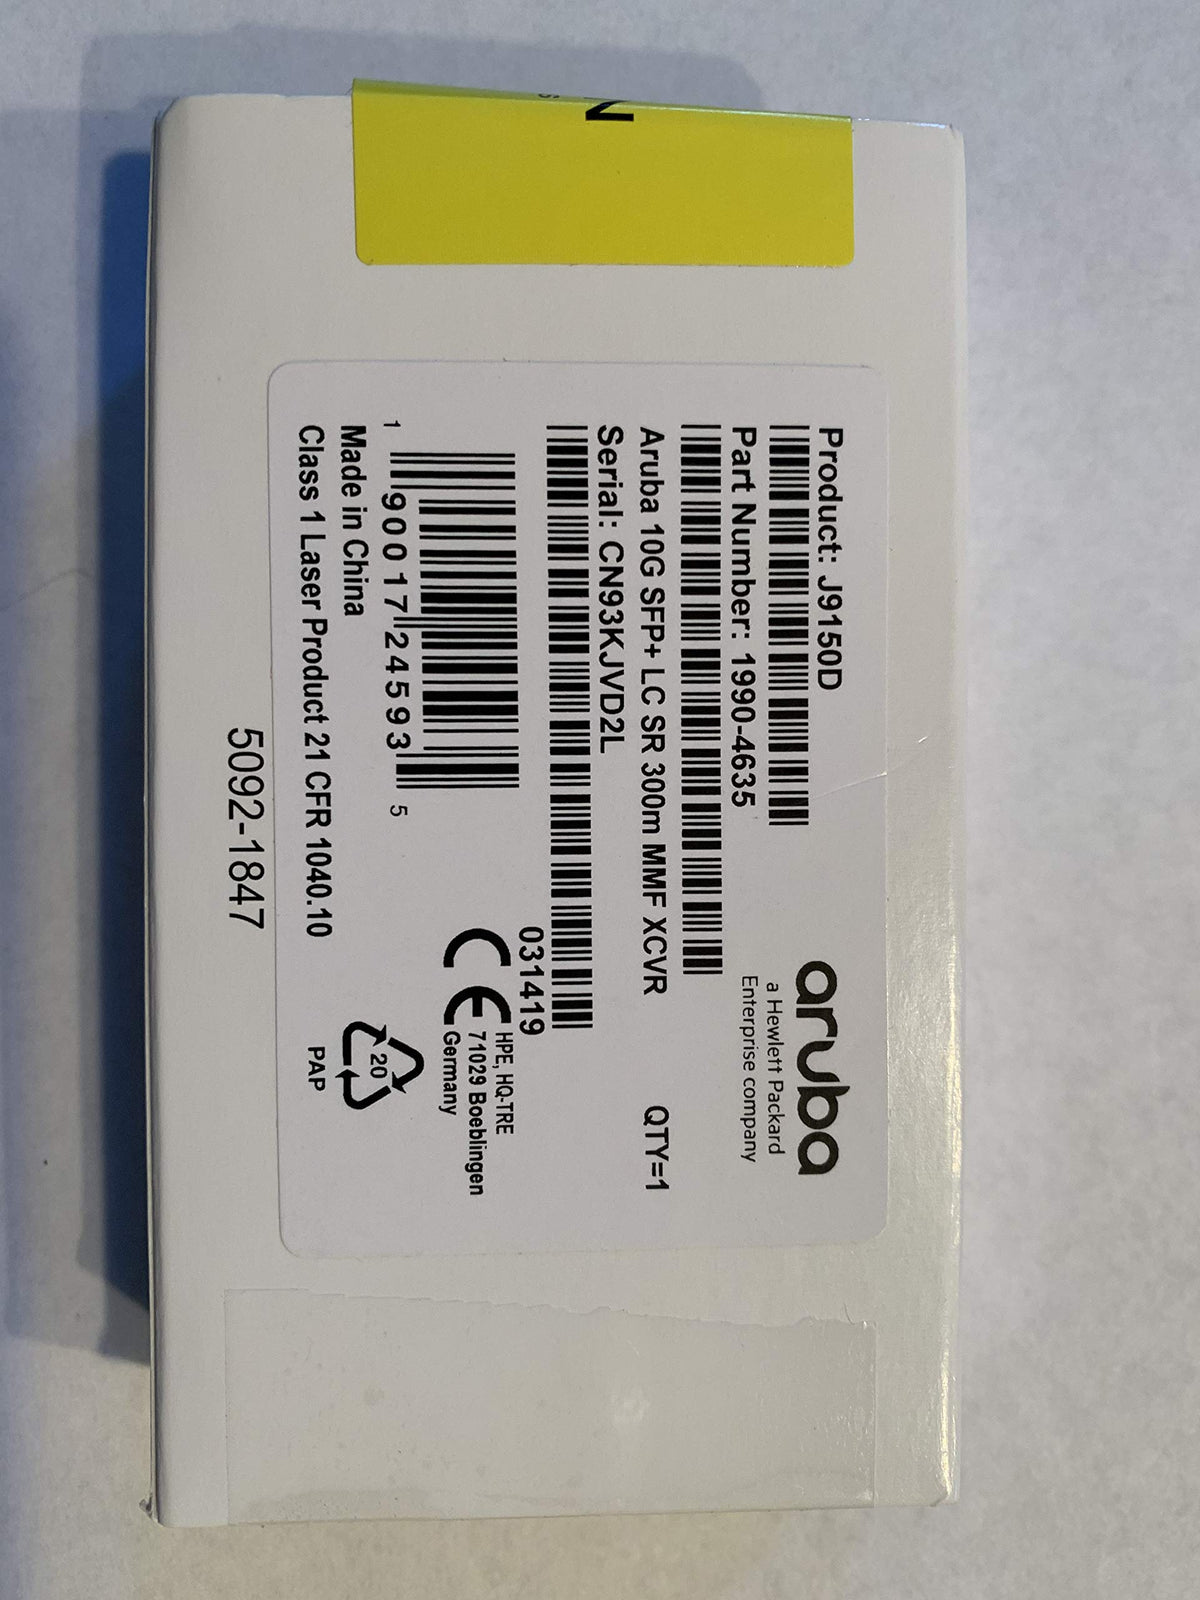 N
Product: J9150D
Part Number: 1990-4635
Aruba 10G SFP+ LC SR 300m MMF XCVR
QTY=1
Serial: CN93KJVD2L
031419
1 90017 24593 5
Made in China
Class 1 Laser Product 21 CFR 1040.10
aruba
a Hewlett Packard
Enterprise company
CE
HPE, HQ-TRE
71029 Boeblingen
Germany
20
PAP
5092-1847